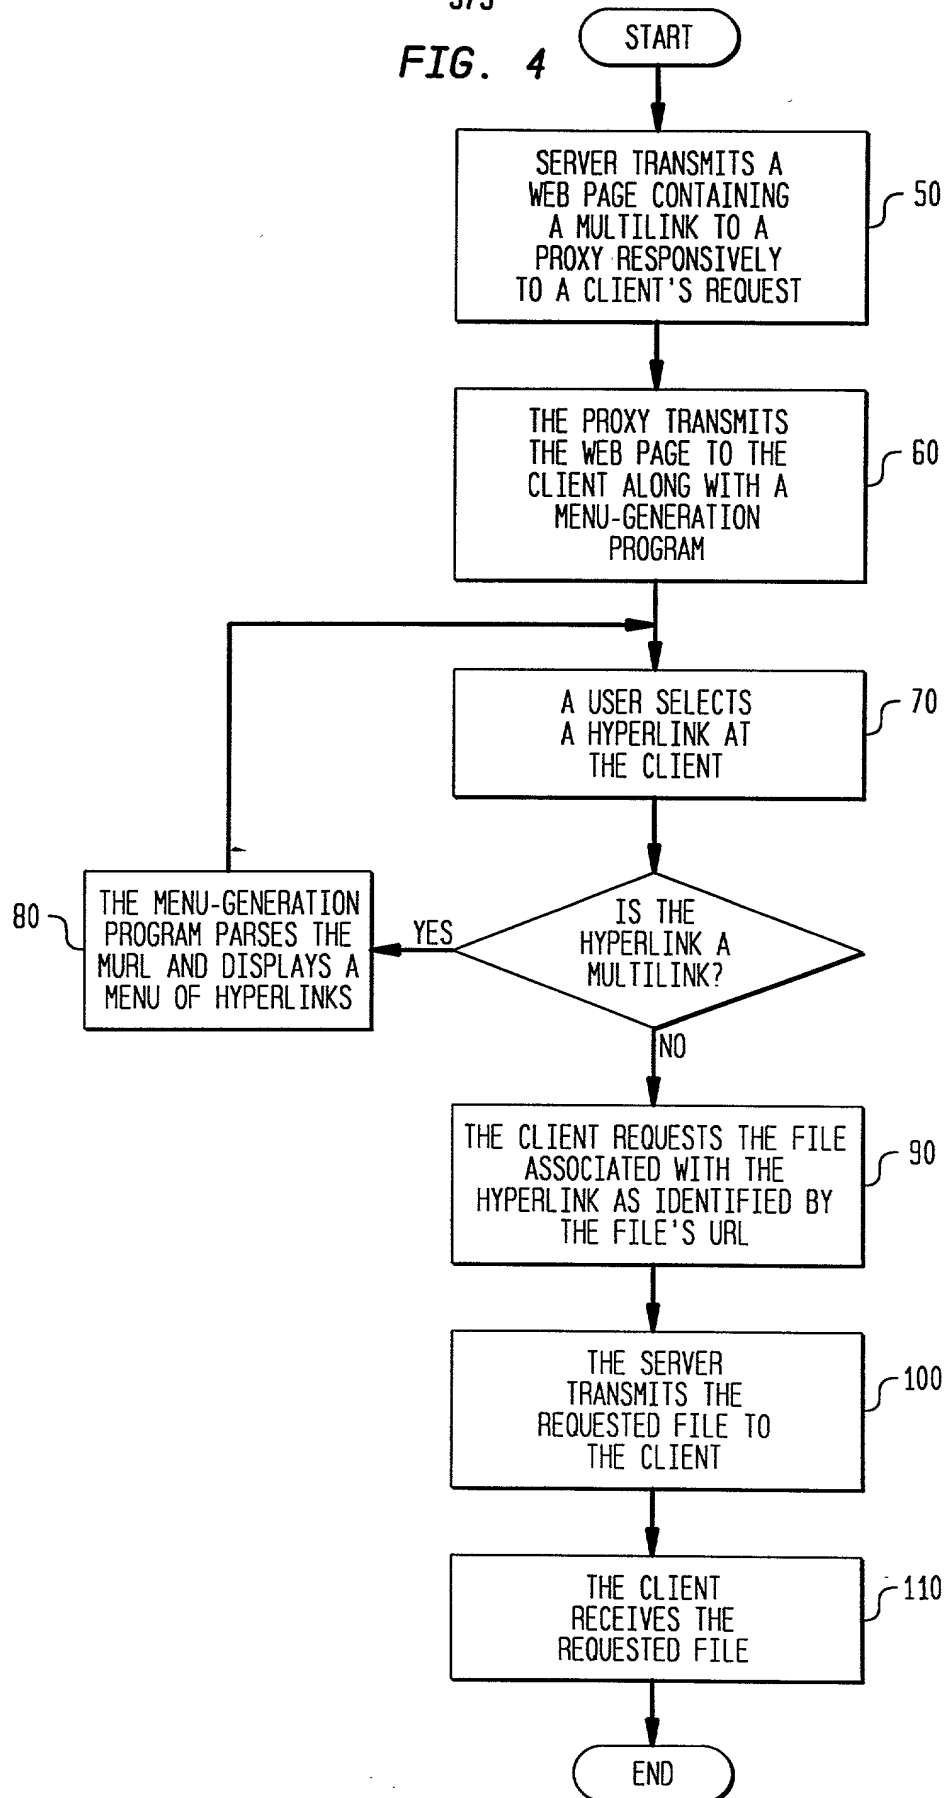 FIG. 4
START
SERVER TRANSMITS A
WEB PAGE CONTAINING
A MULTILINK TO A
PROXY RESPONSIVELY
TO A CLIENT'S REQUEST
50
THE PROXY TRANSMITS
THE WEB PAGE TO THE
CLIENT ALONG WITH A
MENU-GENERATION
PROGRAM
60
A USER SELECTS
A HYPERLINK AT
THE CLIENT
70
IS THE
HYPERLINK A
MULTILINK?
YES
80
THE MENU-GENERATION
PROGRAM PARSES THE
MURL AND DISPLAYS A
MENU OF HYPERLINKS
NO
THE CLIENT REQUESTS THE FILE
ASSOCIATED WITH THE
HYPERLINK AS IDENTIFIED BY
THE FILE'S URL
90
THE SERVER
TRANSMITS THE
REQUESTED FILE TO
THE CLIENT
100
THE CLIENT
RECEIVES THE
REQUESTED FILE
110
END